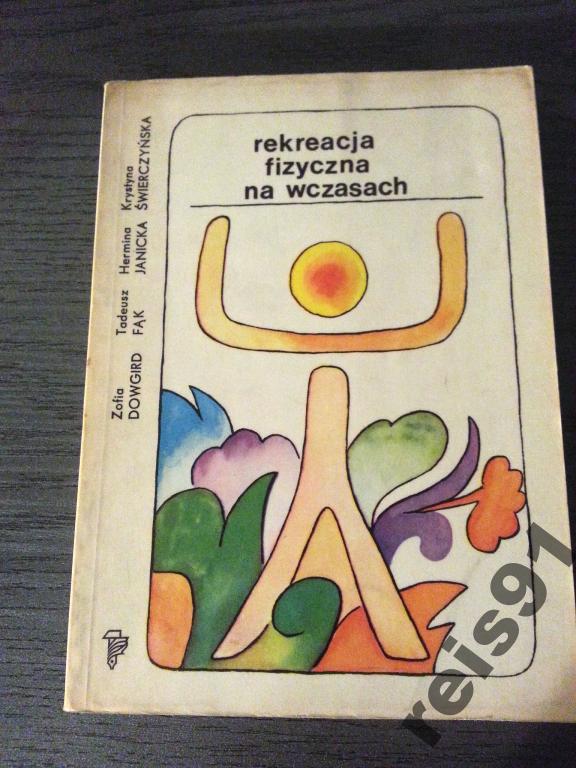 rekreacja
fizyczna
na wczasach
Zofia DOWGIRD
Tadeusz FĄK
Hermina JANICKA
Krystyna ŚWIERCZYŃSKA
reis91